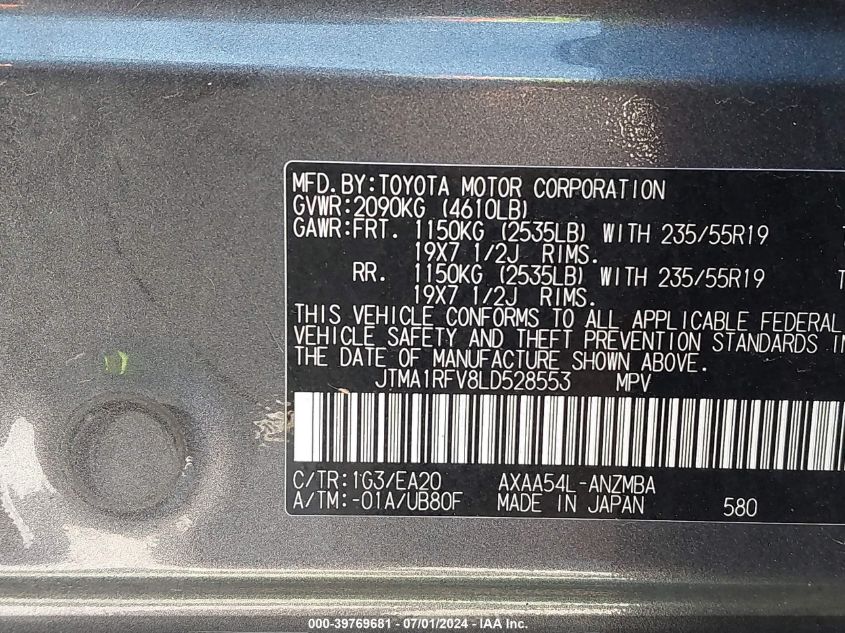 MFD.BY:TOYOTA MOTOR CORPORATION
GVWR:2090KG (4610LB)
GAWR:FRT. 1150KG (2535LB) WITH 235/55R19
19X7 1/2J RIMS.
RR. 1150KG (2535LB) WITH 235/55R19 T
19X7 1/2J RIMS.
THIS VEHICLE CONFORMS TO ALL APPLICABLE FEDERAL
VEHICLE SAFETY AND THEFT PREVENTION STANDARDS IN
THE DATE OF MANUFACTURE SHOWN ABOVE.
JTMA1RFV8LD528553 MPV
C/TR:1G3/EA20 AXAA54L-ANZMBA
A/TM:-01A/UB80F MADE IN JAPAN 580
000-39769681 - 07/01/2024 - IAAI.com